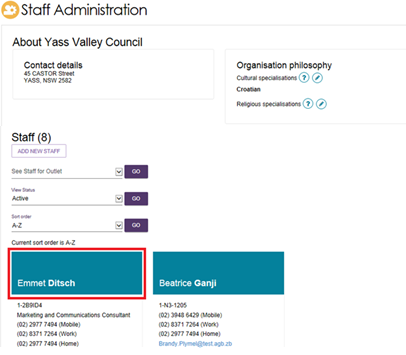 Staff Administration
About Yass Valley Council
Contact details
45 CASTOR Street
YASS, NSW 2582
Organisation philosophy
Cultural specialisations ?
Croatian
Religious specialisations ?
Staff (8)
ADD NEW STAFF
See Staff for Outlet GO
View Status
Active GO
Sort order
A-Z GO
Current sort order is A-Z
Emmet Ditsch
1-2B9ID4
Marketing and Communications Consultant
(02) 2977 7494 (Mobile)
(02) 8371 7264 (Work)
(02) 2977 7494 (Home)
Beatrice Ganji
1-N3-1205
(02) 3948 6429 (Mobile)
(02) 8371 7264 (Work)
(02) 2977 7494 (Home)
Brandy.Plymel@test.agb.zb